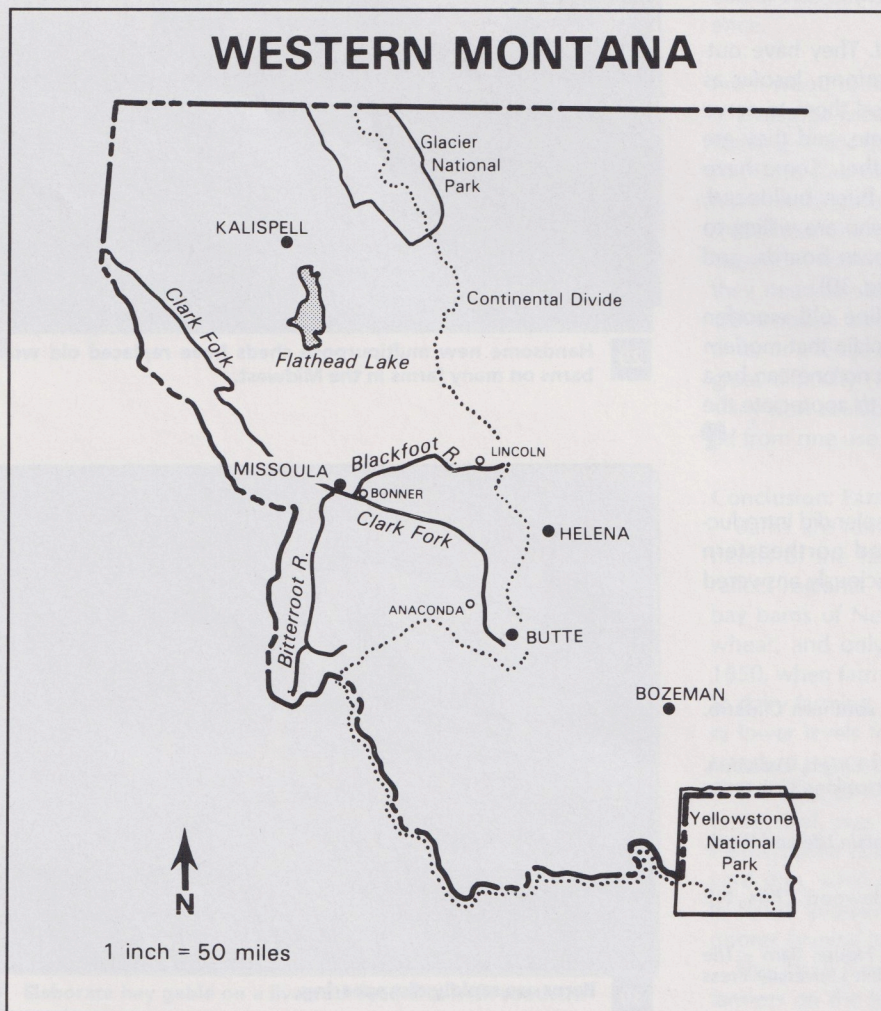 WESTERN MONTANA
Glacier
National
Park
KALISPELL
Continental Divide
Clark Fork
Flathead Lake
Blackfoot
R.
LINCOLN
MISSOULA
BONNER
Clark Fork
HELENA
Bitterroot R.
ANACONDA
BUTTE
BOZEMAN
Yellowstone
National
Park
N
1 inch = 50 miles